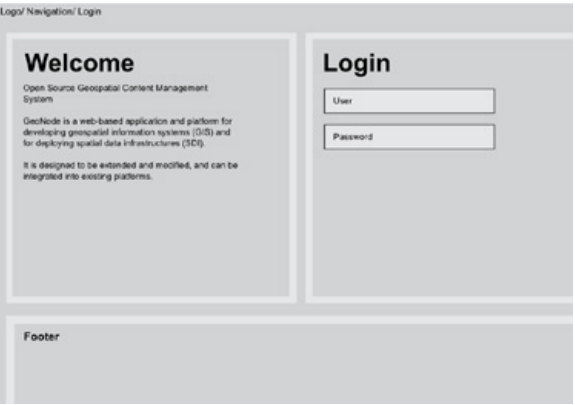 Logo/ Navigation/ Login
Welcome
Open Source Geospatial Content Management
System
GeoNode is a web-based application and platform for
developing geospatial information systems (GIS) and
for deploying spatial data infrastructures (SDI).
It is designed to be extended and modified, and can be
integrated into existing platforms.
Login
User
Password
Footer